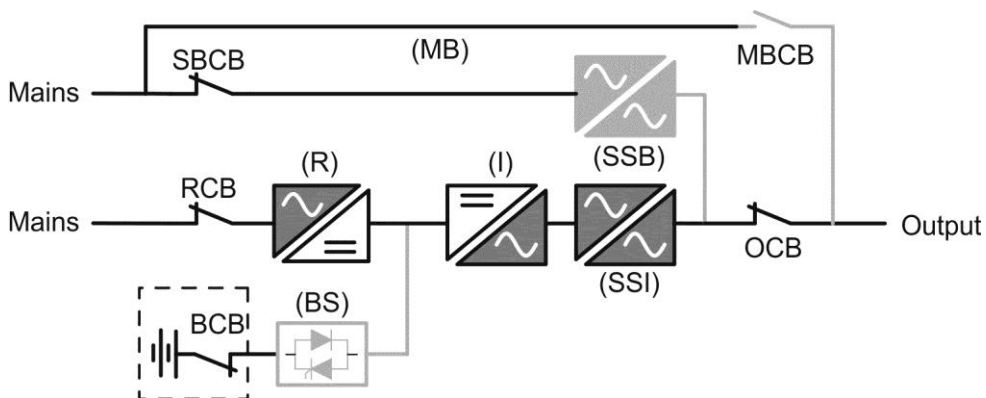 (MB)
MBCB
SBCB
Mains
(SSB)
(R)
(I)
RCB
Mains
OCB
Output
(SSI)
(BS)
BCB